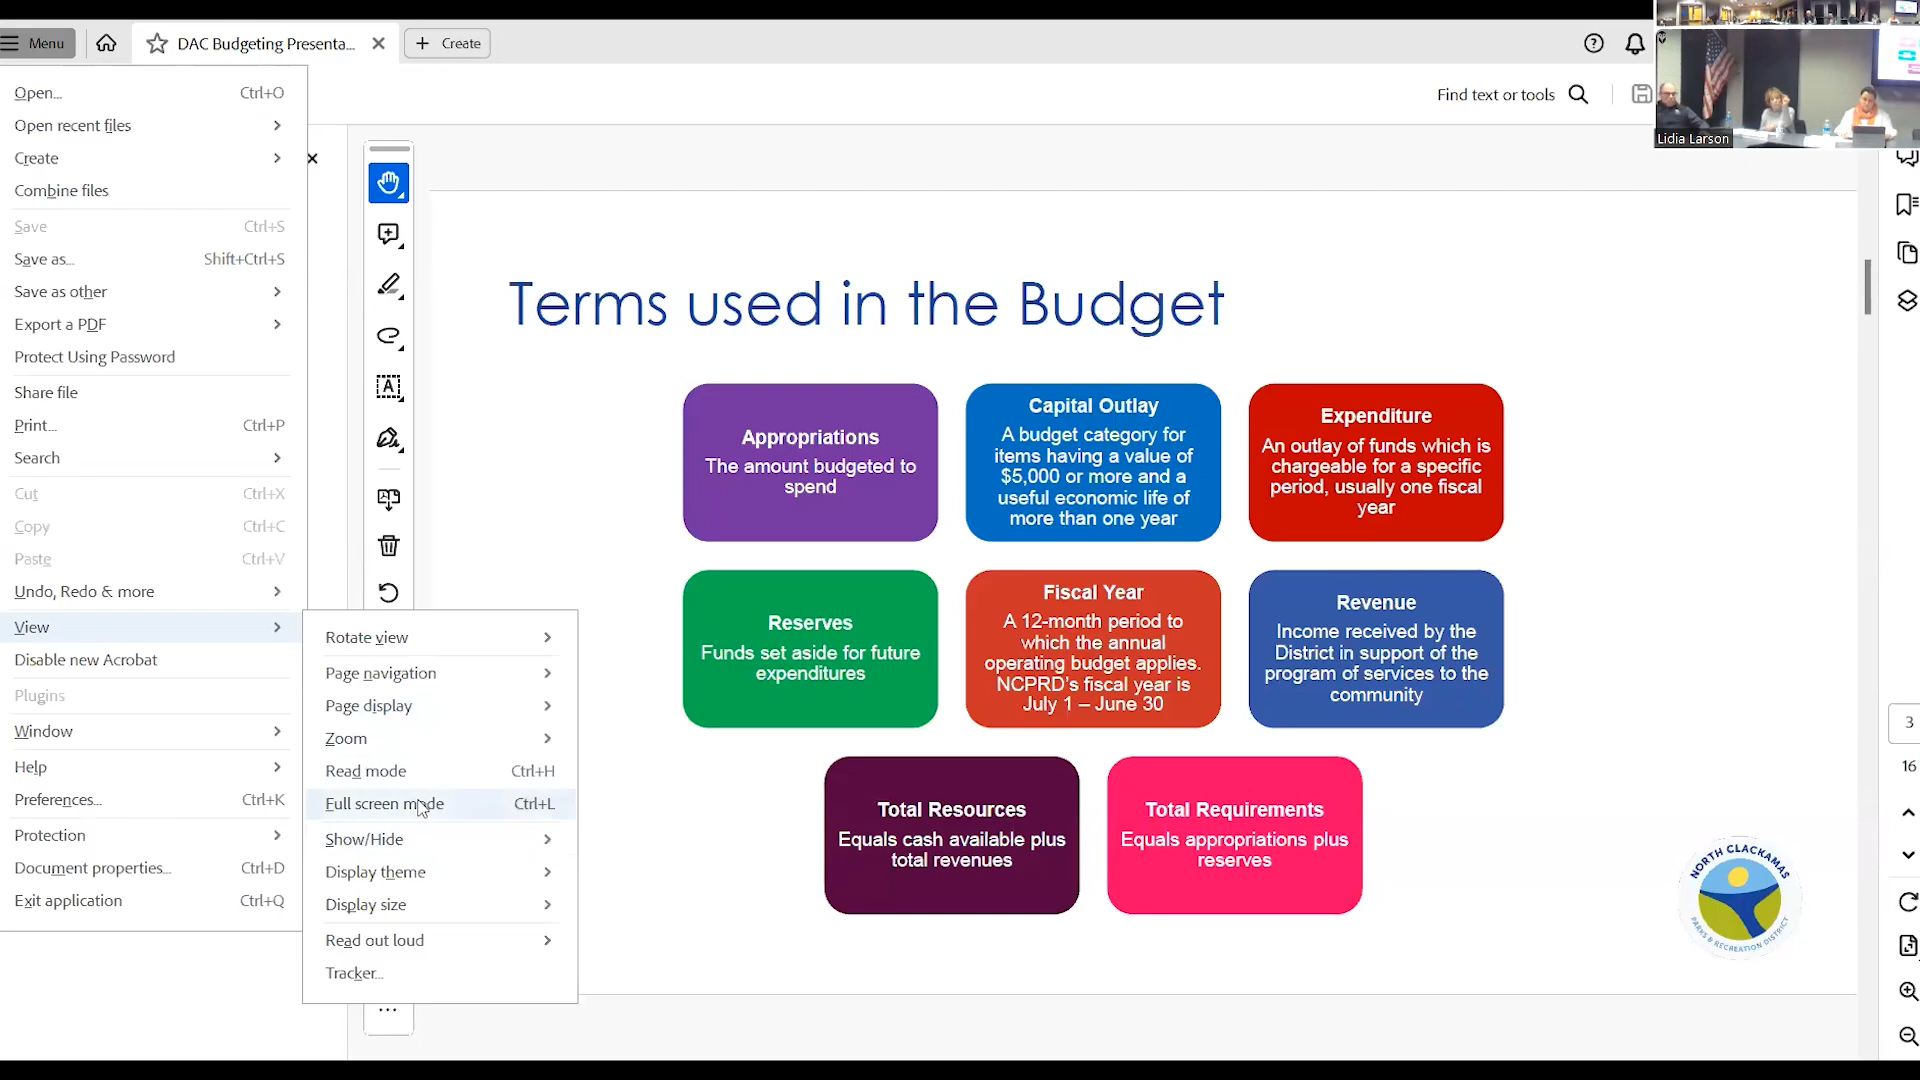 Menu
DAC Budgeting Presenta...
Create
Open... Ctrl+O
Open recent files
Create
Combine files
Save Ctrl+S
Save as... Shift+Ctrl+S
Save as other
Export a PDF
Protect Using Password
Share file
Print... Ctrl+P
Search
Cut Ctrl+X
Copy Ctrl+C
Paste Ctrl+V
Undo, Redo & more
View
Disable new Acrobat
Plugins
Window
Help
Preferences... Ctrl+K
Protection
Document properties... Ctrl+D
Exit application Ctrl+Q
Rotate view
Page navigation
Page display
Zoom
Read mode Ctrl+H
Full screen mode Ctrl+L
Show/Hide
Display theme
Display size
Read out loud
Tracker...
Find text or tools
Lidia Larson
Terms used in the Budget
Appropriations
The amount budgeted to
spend
Capital Outlay
A budget category for
items having a value of
$5,000 or more and a
useful economic life of
more than one year
Expenditure
An outlay of funds which is
chargeable for a specific
period, usually one fiscal
year
Reserves
Funds set aside for future
expenditures
Fiscal Year
A 12-month period to
which the annual
operating budget applies.
NCPRD's fiscal year is
July 1 – June 30
Revenue
Income received by the
District in support of the
program of services to the
community
Total Resources
Equals cash available plus
total revenues
Total Requirements
Equals appropriations plus
reserves
NORTH CLACKAMAS
PARKS & RECREATION DISTRICT
3
16